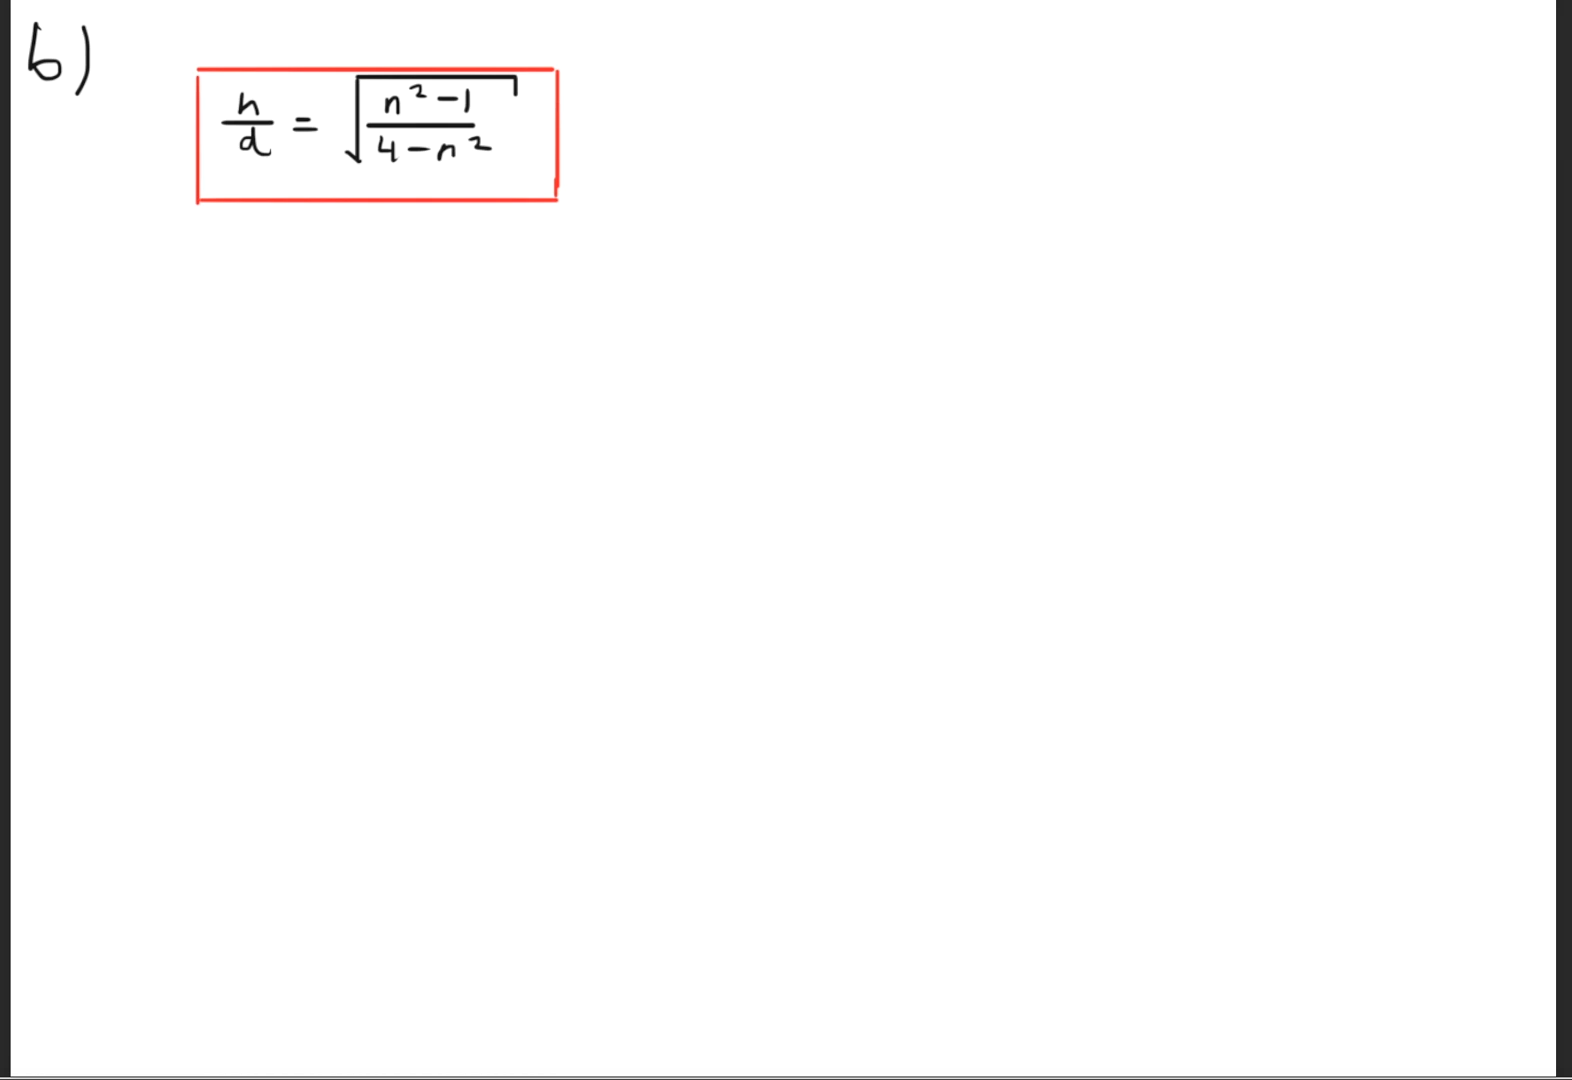 b)
h/d = √((n² - 1)/(4 - n²))